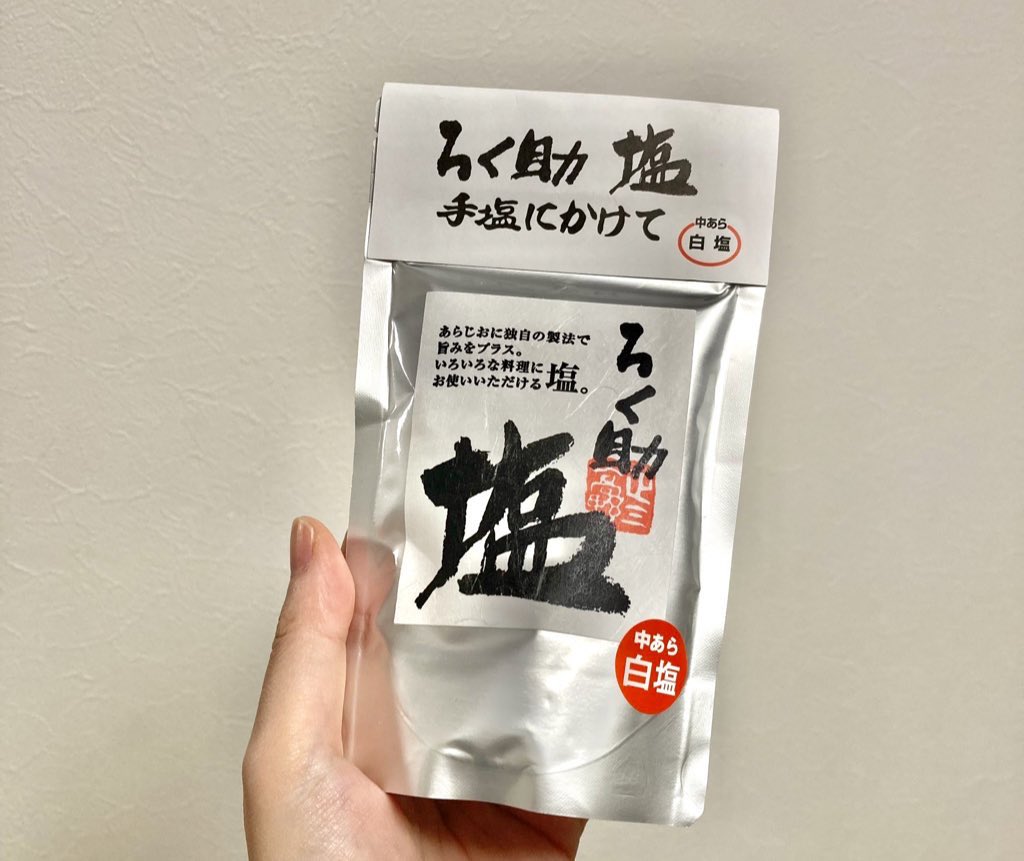 ろく助 塩
手塩にかけて
中あら
白塩
あらじおに独自の製法で
旨みをプラス。
いろいろな料理に
お使いいただける 塩。
ろく助
塩
中あら
白塩